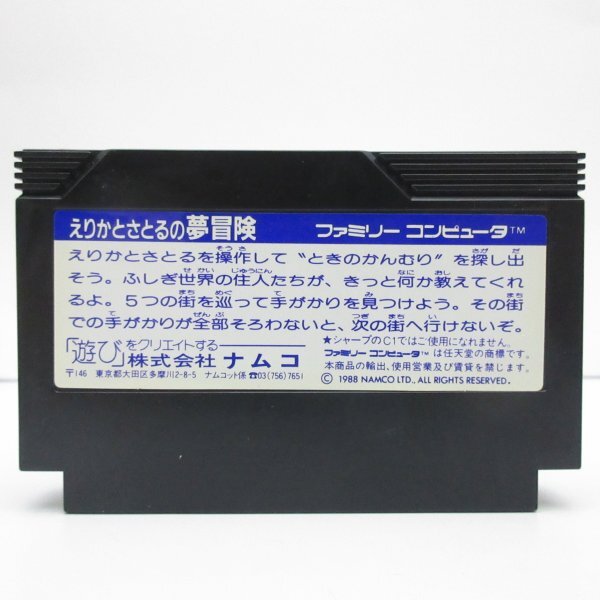 えりかとさとるの夢冒険 ファミリー コンピュータ™
えりかとさとるを操作して“ときのかんむり”を探し出
そう。ふしぎ世界の住人たちが、きっと何か教えてくれ
るよ。5つの街を巡って手がかりを見つけよう。その街
での手がかりが全部そろわないと、次の街へ行けないぞ。
「遊び」をクリエイトする
株式会社 ナムコ
〒146 東京都大田区多摩川2-8-5 ナムコット係 ☎03(756)7651
★シャープのC1ではご使用になれません。
ファミリー コンピュータ™ は任天堂の商標です。
本商品の輸出、使用営業及び賃貸を禁じます。
© 1988 NAMCO LTD., ALL RIGHTS RESERVED.